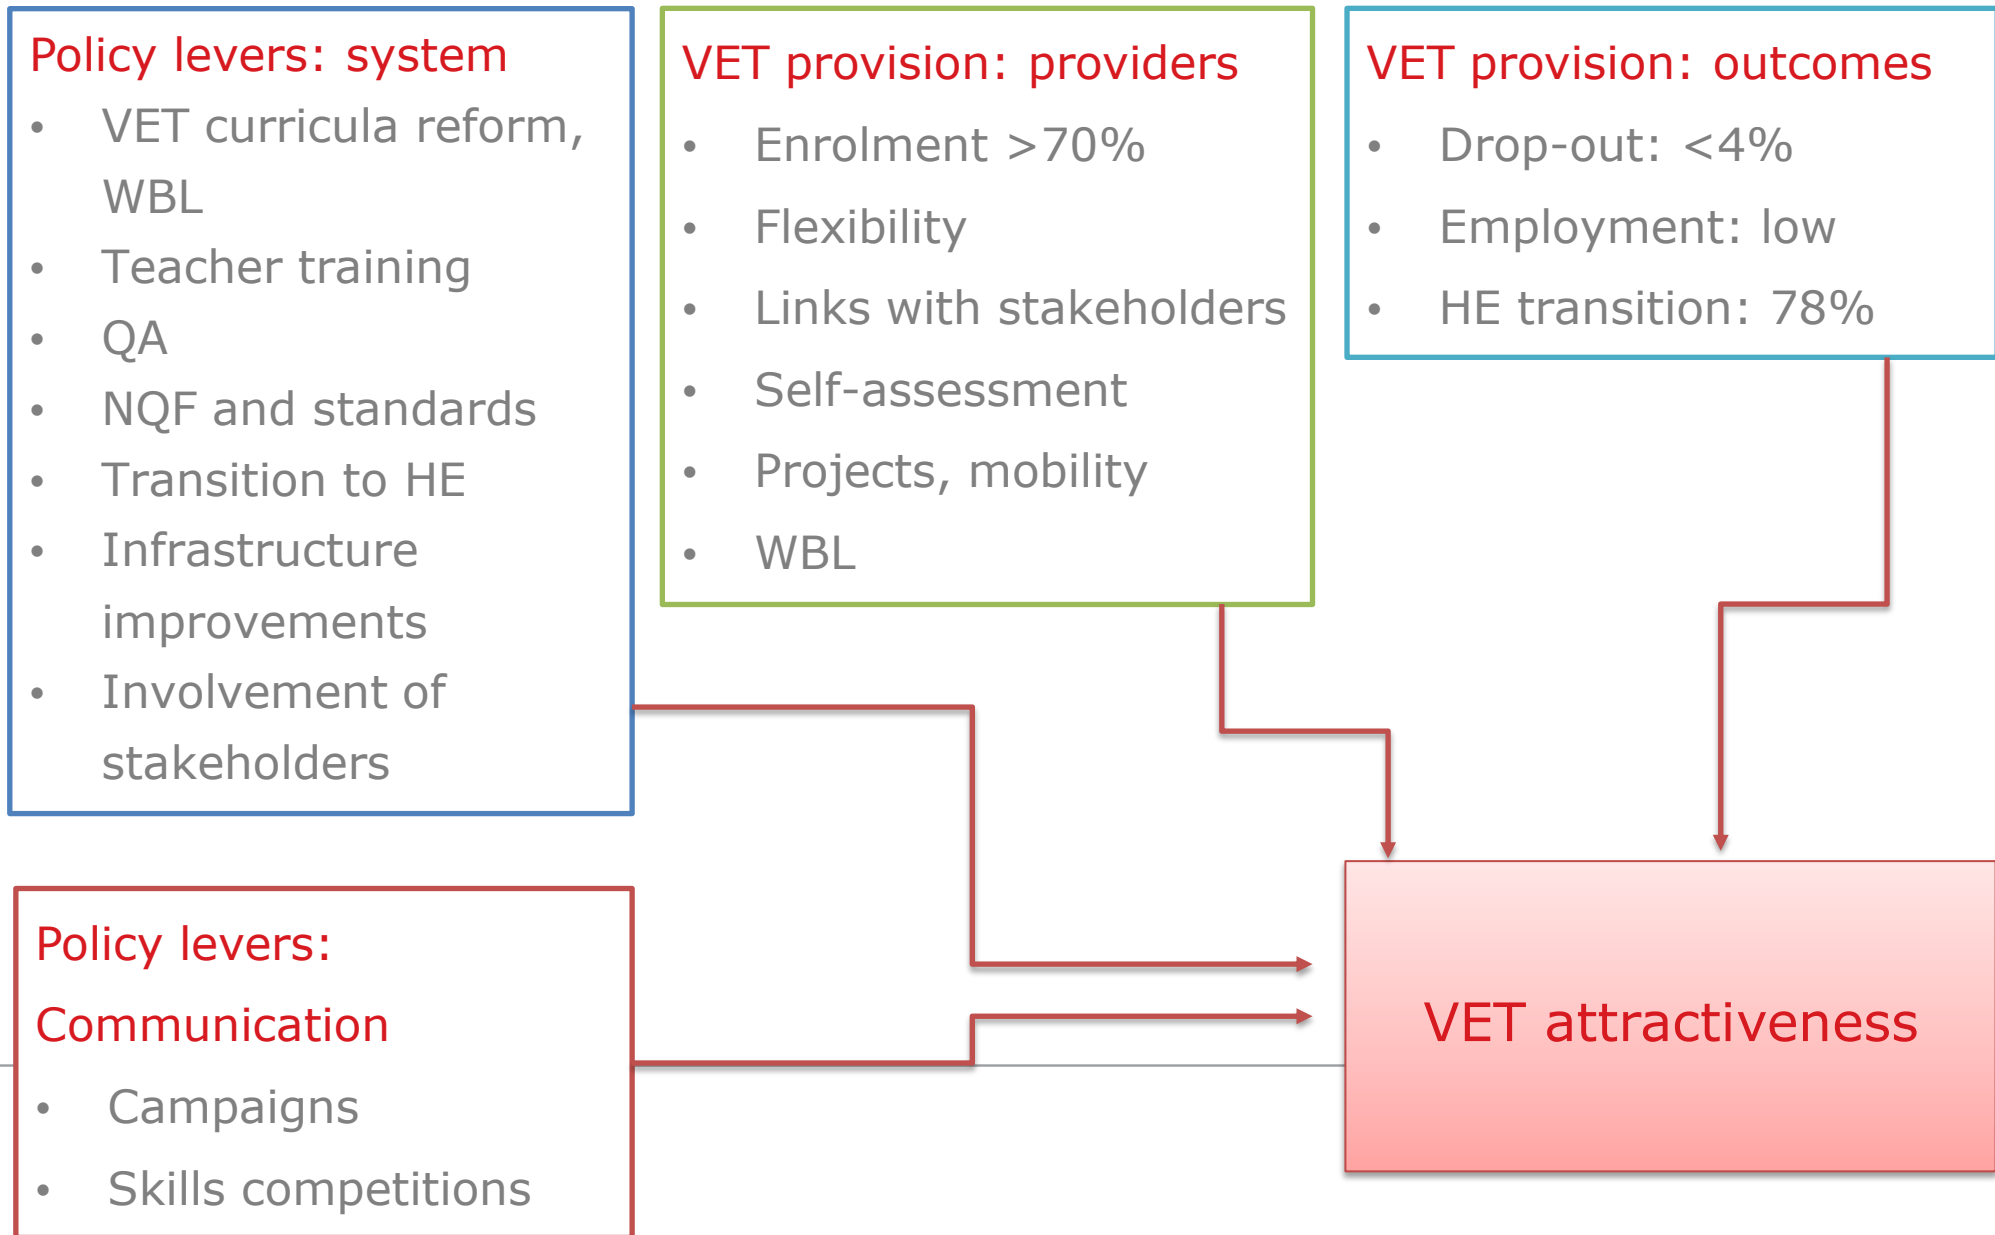 Policy levers: system
• VET curricula reform,
WBL
• Teacher training
• QA
• NQF and standards
• Transition to HE
• Infrastructure
improvements
• Involvement of
stakeholders
VET provision: providers
• Enrolment >70%
• Flexibility
• Links with stakeholders
• Self-assessment
• Projects, mobility
• WBL
VET provision: outcomes
• Drop-out: <4%
• Employment: low
• HE transition: 78%
Policy levers:
Communication
• Campaigns
• Skills competitions
VET attractiveness